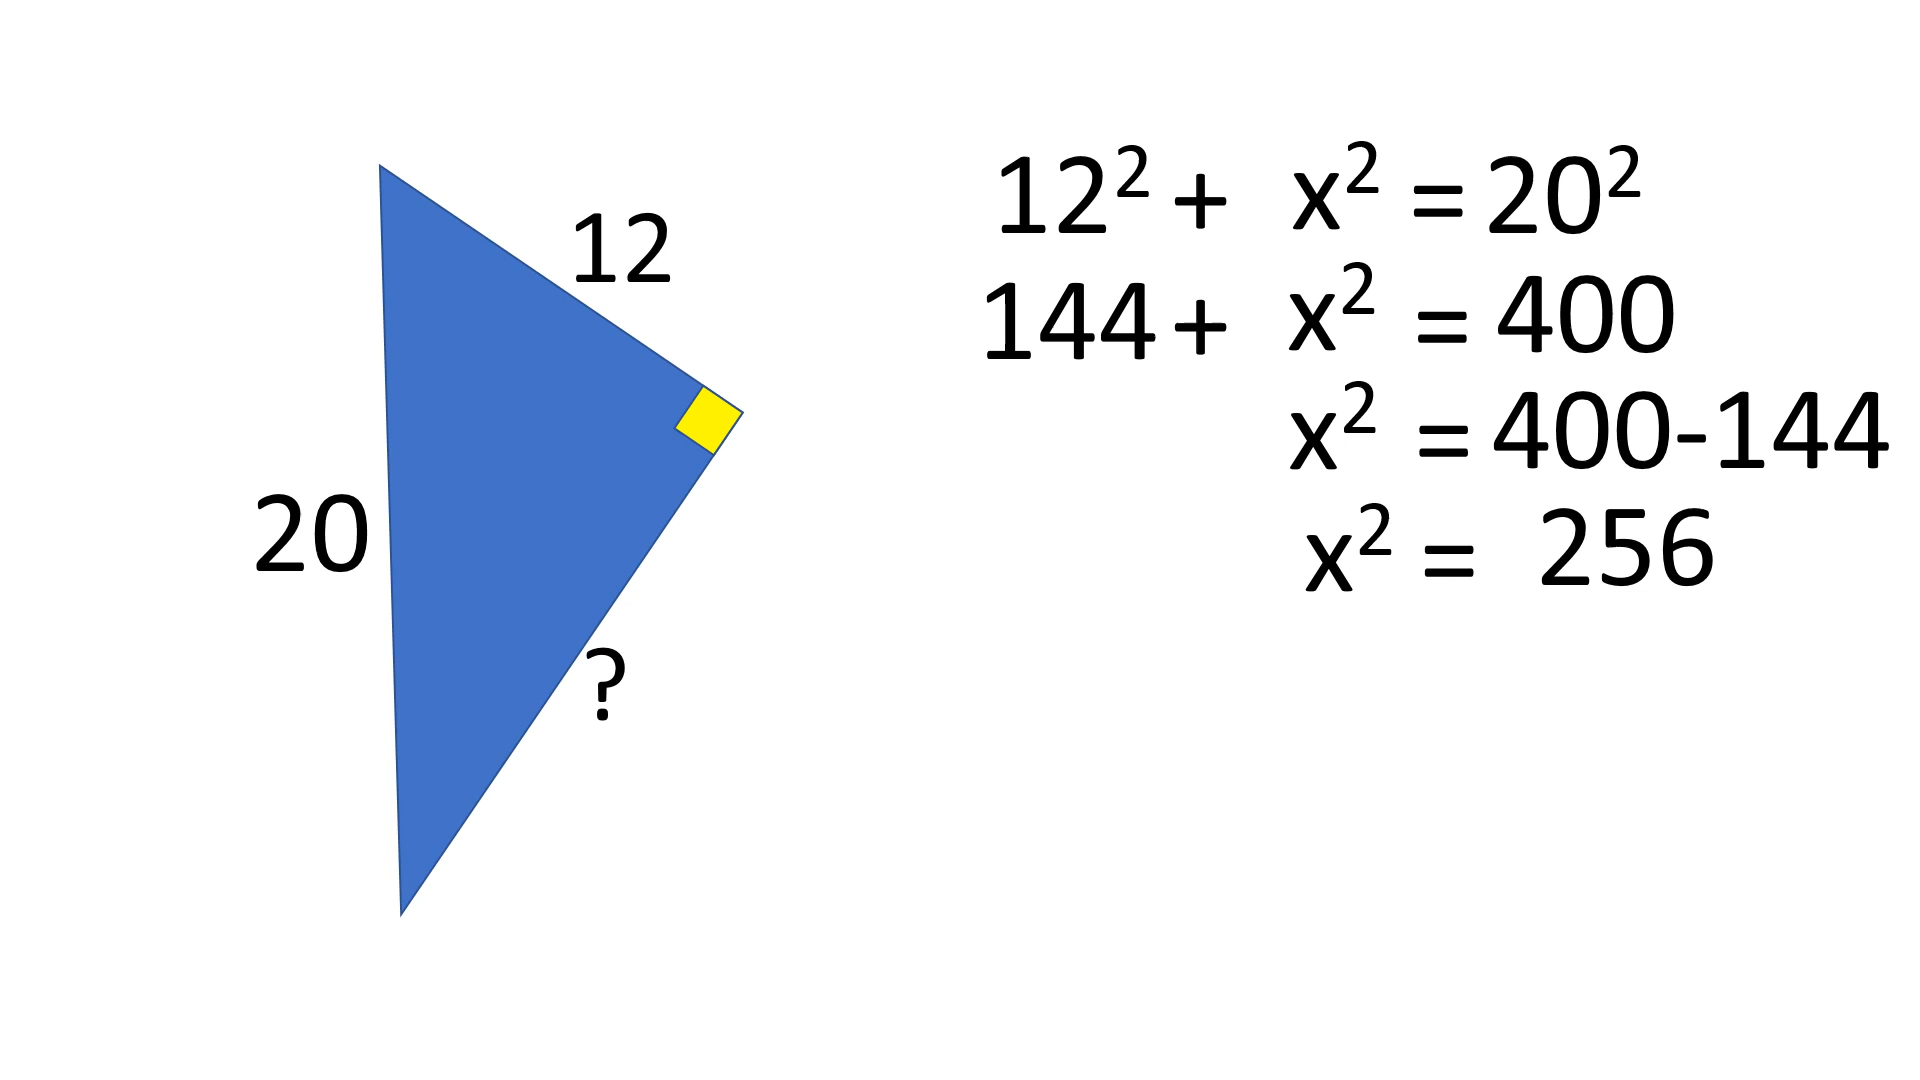 12
20
?
12² + x² = 20²
144 + x² = 400
x² = 400-144
x² = 256